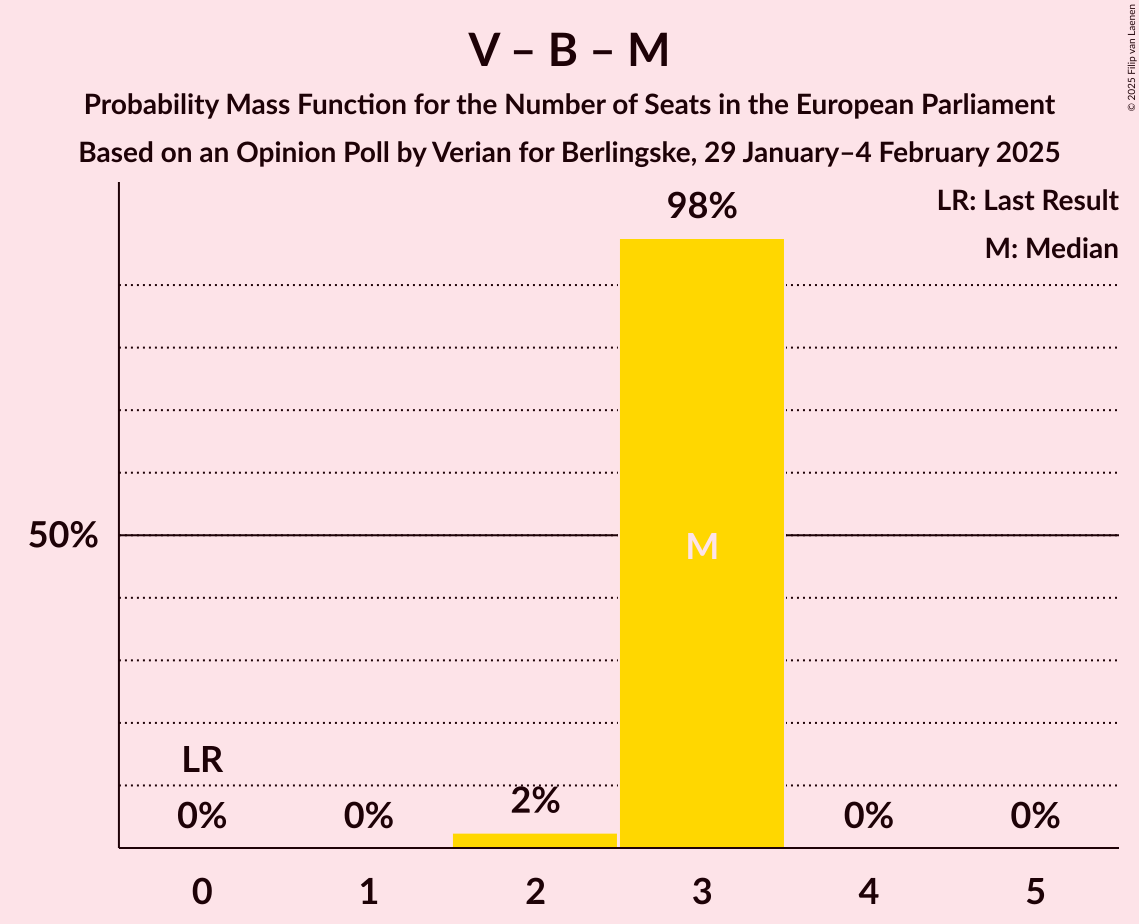 V – B – M
Probability Mass Function for the Number of Seats in the European Parliament
Based on an Opinion Poll by Verian for Berlingske, 29 January–4 February 2025
© 2025 Filip van Laenen
LR: Last Result
M: Median
98%
50%
M
LR
0%
0%
2%
0%
0%
0
1
2
3
4
5